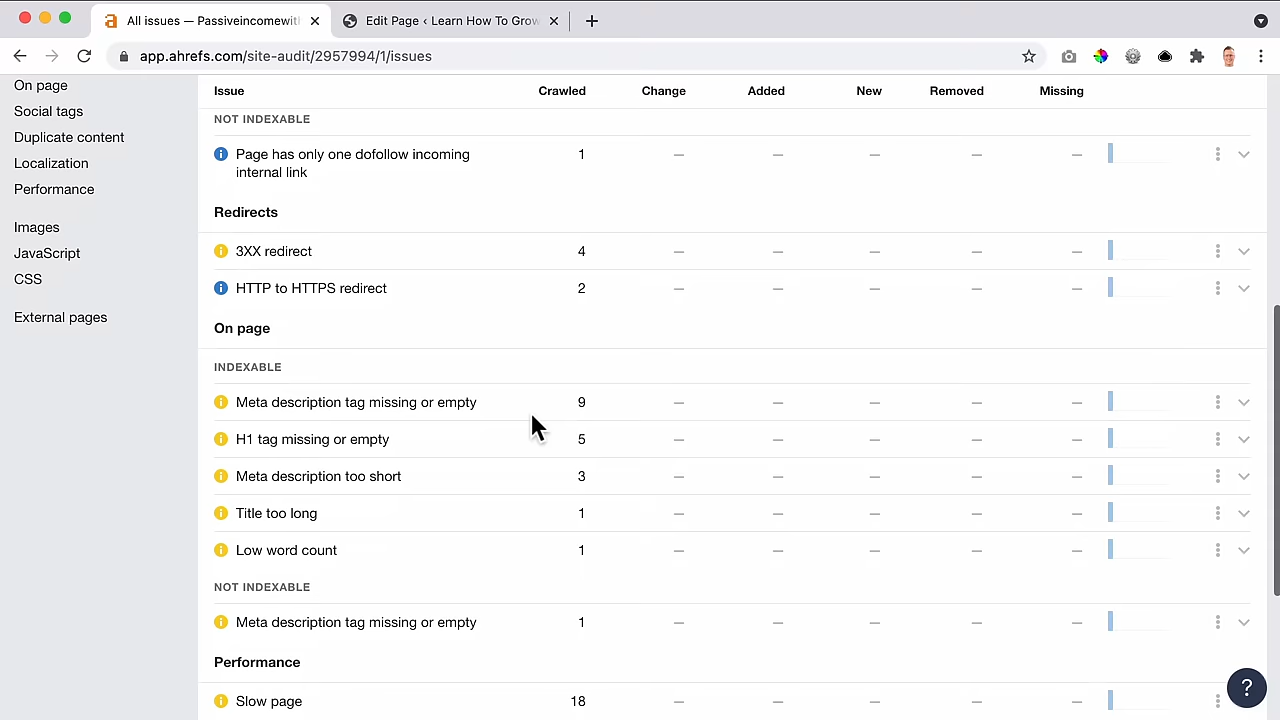 All issues — Passiveincomewit
Edit Page ‹ Learn How To Grow
app.ahrefs.com/site-audit/2957994/1/issues
On page
Social tags
Duplicate content
Localization
Performance
Images
JavaScript
CSS
External pages
Issue Crawled Change Added New Removed Missing
NOT INDEXABLE
Page has only one dofollow incoming 1 — — — — —
internal link
Redirects
3XX redirect 4 — — — — —
HTTP to HTTPS redirect 2 — — — — —
On page
INDEXABLE
Meta description tag missing or empty 9 — — — — —
H1 tag missing or empty 5 — — — — —
Meta description too short 3 — — — — —
Title too long 1 — — — — —
Low word count 1 — — — — —
NOT INDEXABLE
Meta description tag missing or empty 1 — — — — —
Performance
Slow page 18 — — — — —
?